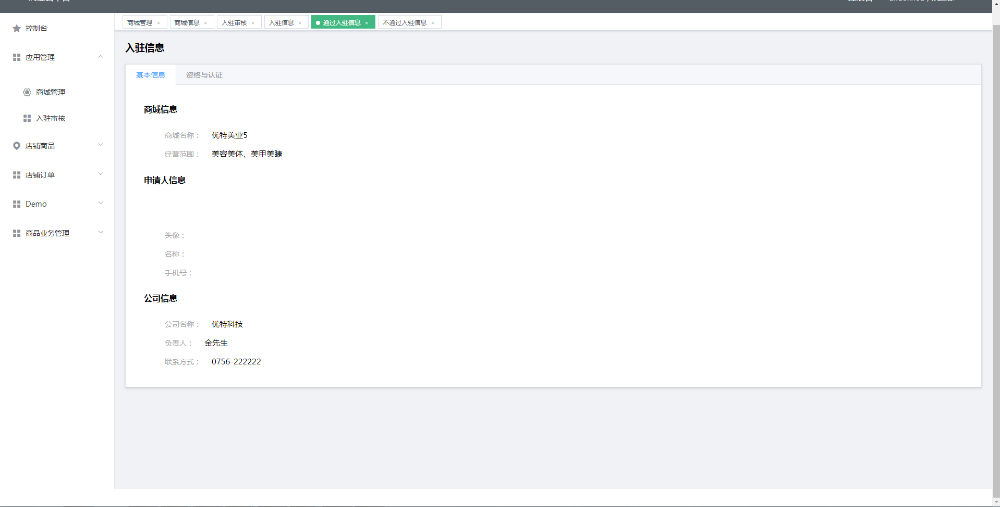 控制台
商城管理 × 商城信息 × 入驻审核 × 入驻信息 × 通过入驻信息 × 不通过入驻信息 ×
控制台
应用管理
商城管理
入驻审核
店铺商品
店铺订单
Demo
商品业务管理
入驻信息
基本信息 资格与认证
商城信息
商城名称： 优特美业5
经营范围： 美容美体、美甲美睫
申请人信息
头像：
名称：
手机号：
公司信息
公司名称： 优特科技
负责人： 金先生
联系方式： 0756-222222